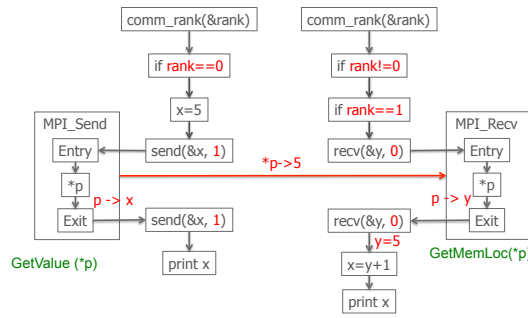 comm_rank(&rank)
comm_rank(&rank)
if rank==0
if rank!=0
x=5
if rank==1
MPI_Send
MPI_Recv
Entry
send(&x, 1)
recv(&y, 0)
Entry
*p->5
*p
*p
p -> x
p -> y
Exit
send(&x, 1)
recv(&y, 0)
Exit
y=5
GetValue (*p)
print x
x=y+1
GetMemLoc(*p)
print x